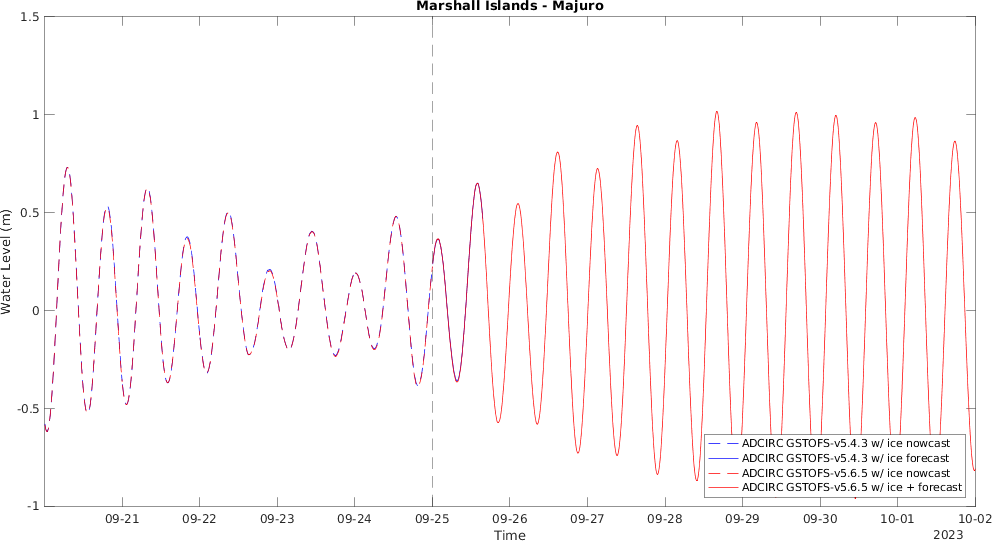 Marshall Islands - Majuro
1.5
1
0.5
0
-0.5
-1
Water Level (m)
ADCIRC GSTOFS-v5.4.3 w/ ice nowcast
ADCIRC GSTOFS-v5.4.3 w/ ice forecast
ADCIRC GSTOFS-v5.6.5 w/ ice nowcast
ADCIRC GSTOFS-v5.6.5 w/ ice + forecast
09-21 09-22 09-23 09-24 09-25 09-26 09-27 09-28 09-29 09-30 10-01 10-02
Time
2023